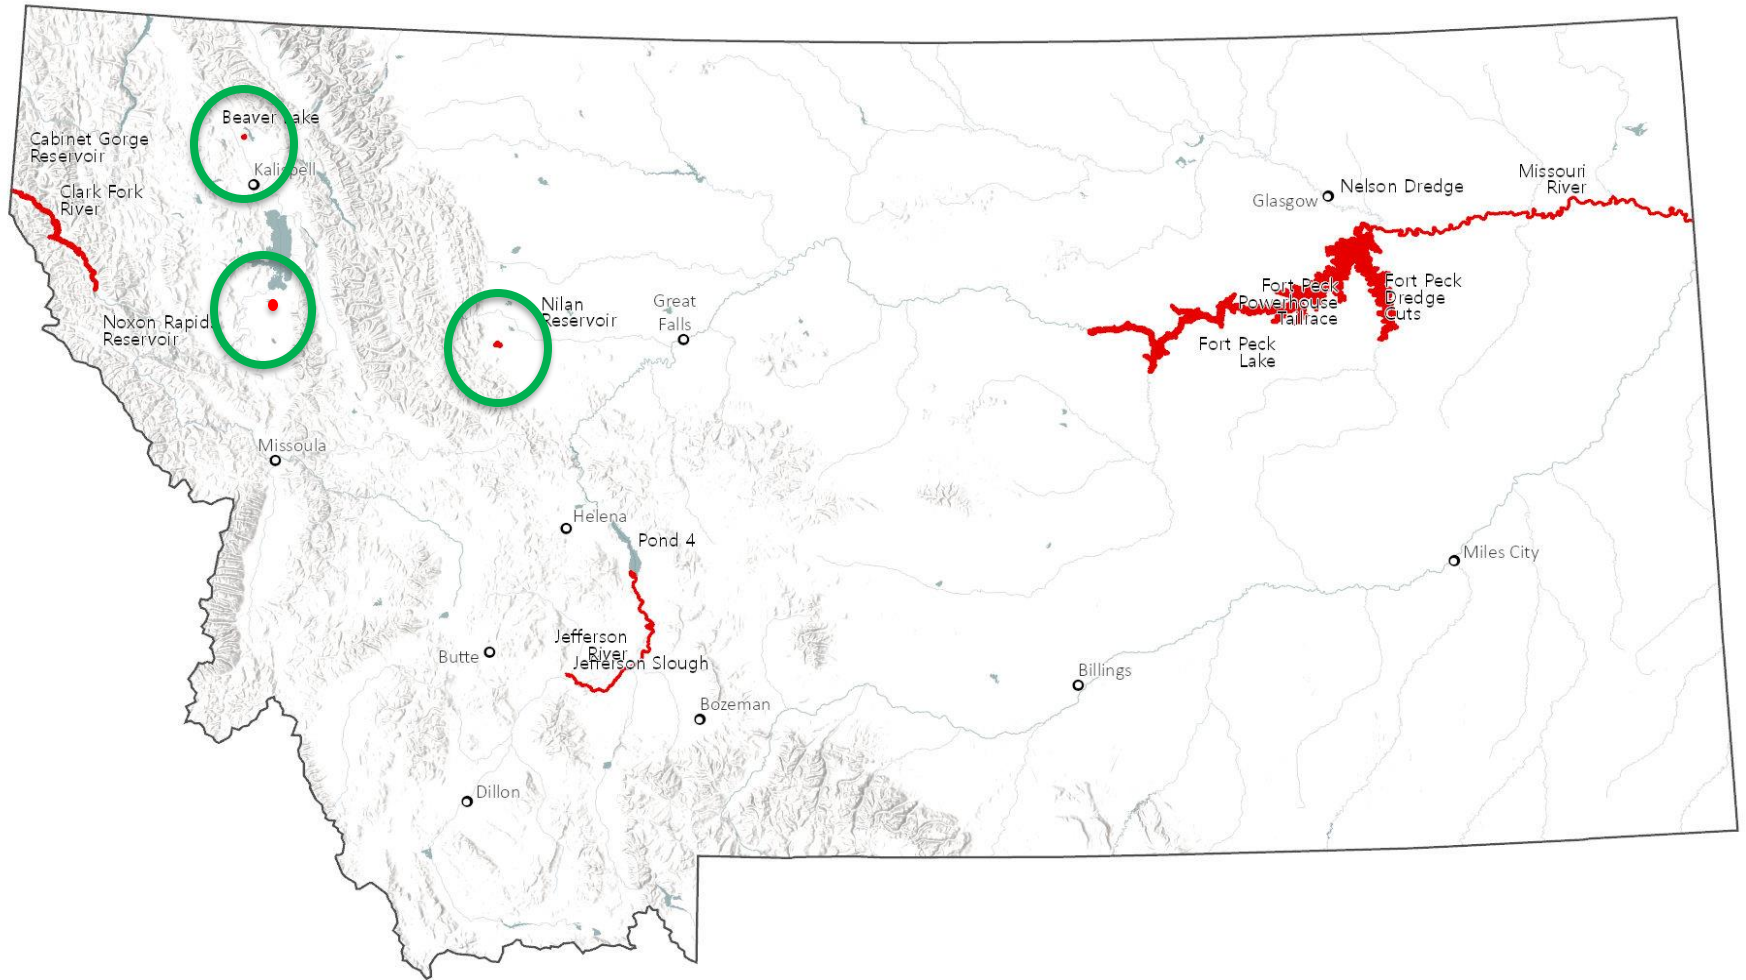 Beaver Lake
Cabinet Gorge
Reservoir
Kalispell
Clark Fork
River
Missouri
River
Nelson Dredge
Glasgow
Fort Peck
Powerhouse
Tailrace
Fort Peck
Dredge
Cuts
Fort Peck
Lake
Nilan
Reservoir
Great
Falls
Noxon Rapids
Reservoir
Missoula
Helena
Pond 4
Miles City
Jefferson
River
Jefferson Slough
Butte
Billings
Bozeman
Dillon